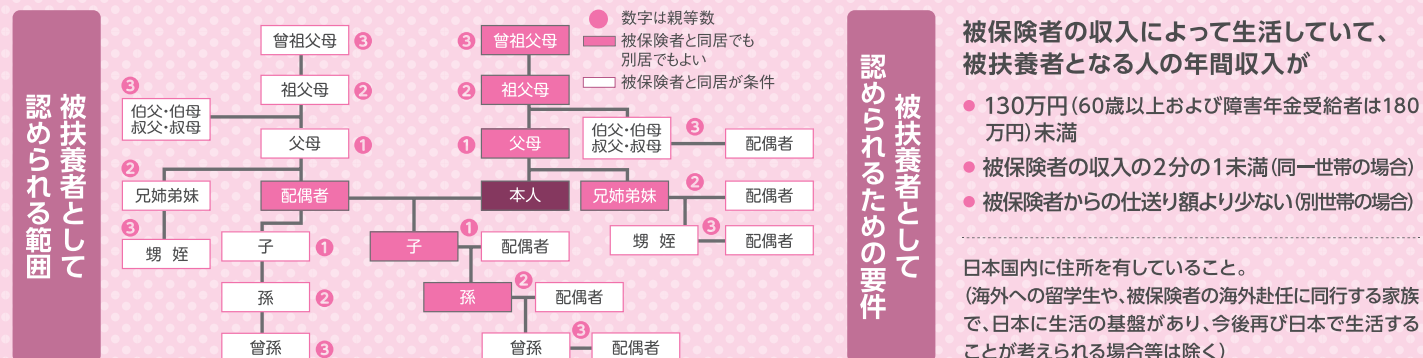 被扶養者として
認められる範囲
数字は親等数
被保険者と同居でも
別居でもよい
被保険者と同居が条件
曾祖父母 3
3 曾祖父母
祖父母 2
2 祖父母
3
伯父・伯母
叔父・叔母
伯父・伯母
叔父・叔母
3
配偶者
父母 1
1 父母
2
兄姉弟妹
配偶者
本人
兄姉弟妹
2
配偶者
3
甥 姪
子 1
子
1
配偶者
甥 姪
3
配偶者
孫 2
孫
2
配偶者
曾孫 3
曾孫
3
配偶者
被扶養者として
認められるための要件
被保険者の収入によって生活していて、
被扶養者となる人の年間収入が
● 130万円(60歳以上および障害年金受給者は180
万円)未満
● 被保険者の収入の2分の1未満(同一世帯の場合)
● 被保険者からの仕送り額より少ない(別世帯の場合)
日本国内に住所を有していること。
(海外への留学生や、被保険者の海外赴任に同行する家族
で、日本に生活の基盤があり、今後再び日本で生活する
ことが考えられる場合等は除く)